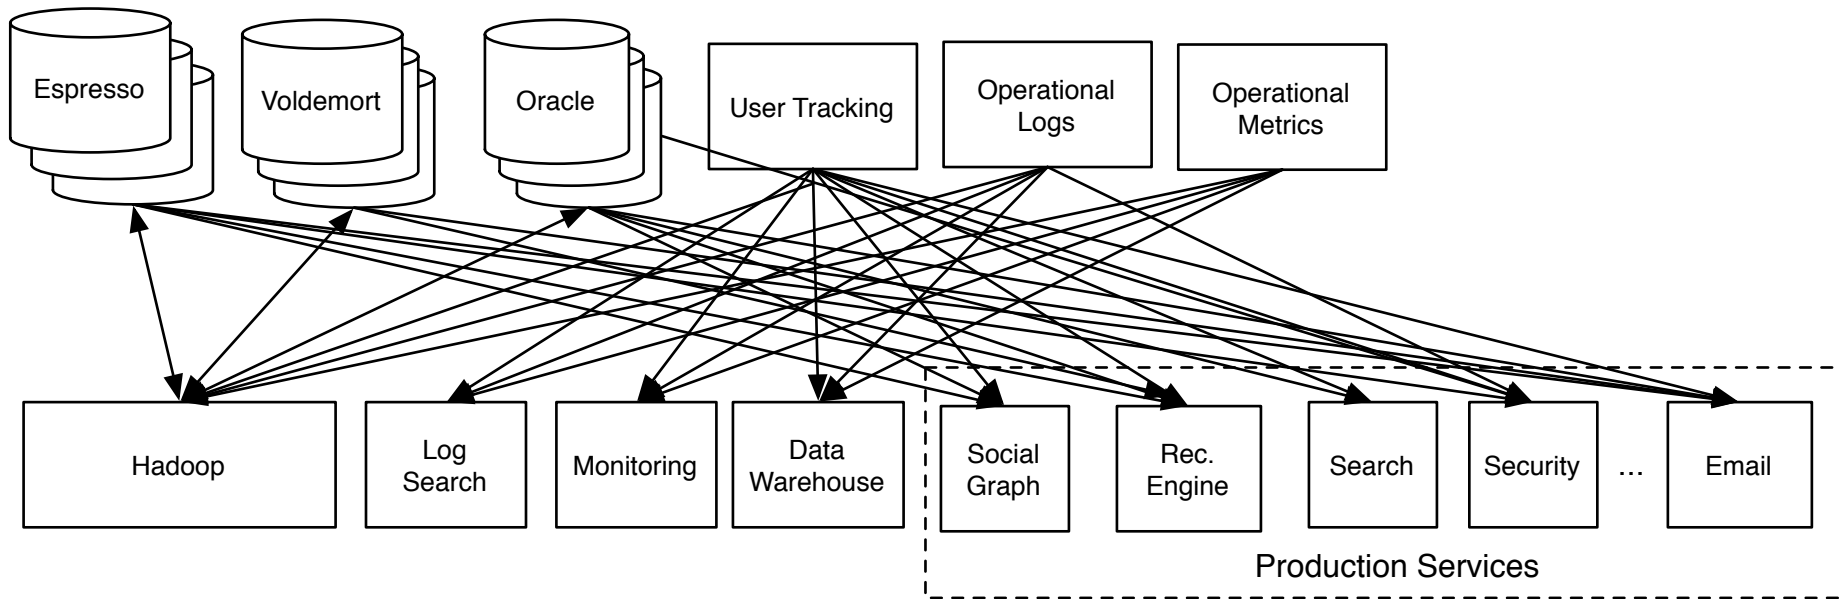 Espresso
Voldemort
Oracle
User Tracking
Operational
Logs
Operational
Metrics
Hadoop
Log
Search
Monitoring
Data
Warehouse
Social
Graph
Rec.
Engine
Search
Security
...
Email
Production Services